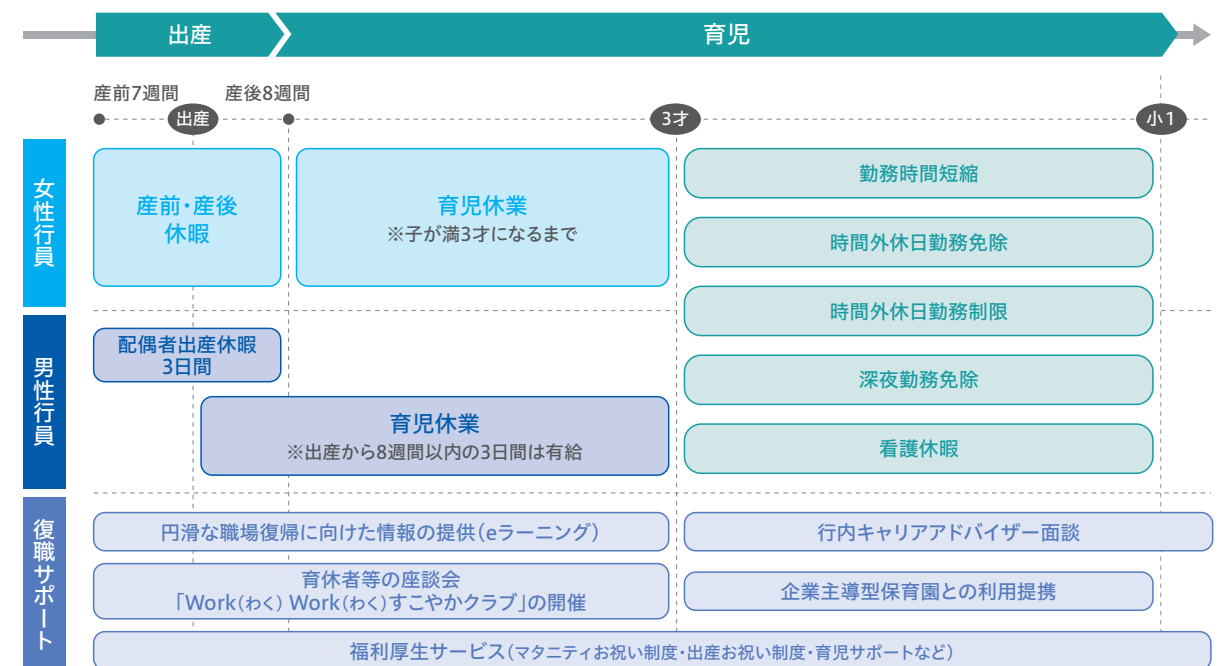 出産
育児
産前7週間
産後8週間
出産
3才
小1
女性行員
産前・産後
休暇
育児休業
※子が満3才になるまで
勤務時間短縮
時間外休日勤務免除
時間外休日勤務制限
男性行員
配偶者出産休暇
3日間
育児休業
※出産から8週間以内の3日間は有給
深夜勤務免除
看護休暇
復職サポート
円滑な職場復帰に向けた情報の提供(eラーニング)
行内キャリアアドバイザー面談
育休者等の座談会
「Work(わく) Work(わく)すこやかクラブ」の開催
企業主導型保育園との利用提携
福利厚生サービス(マタニティお祝い制度・出産お祝い制度・育児サポートなど)